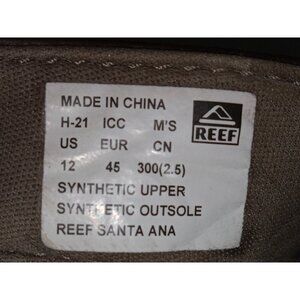 MADE IN CHINA
H-21 ICC M'S
REEF
US EUR CN
12 45 300(2.5)
SYNTHETIC UPPER
SYNTHETIC OUTSOLE
REEF SANTA ANA